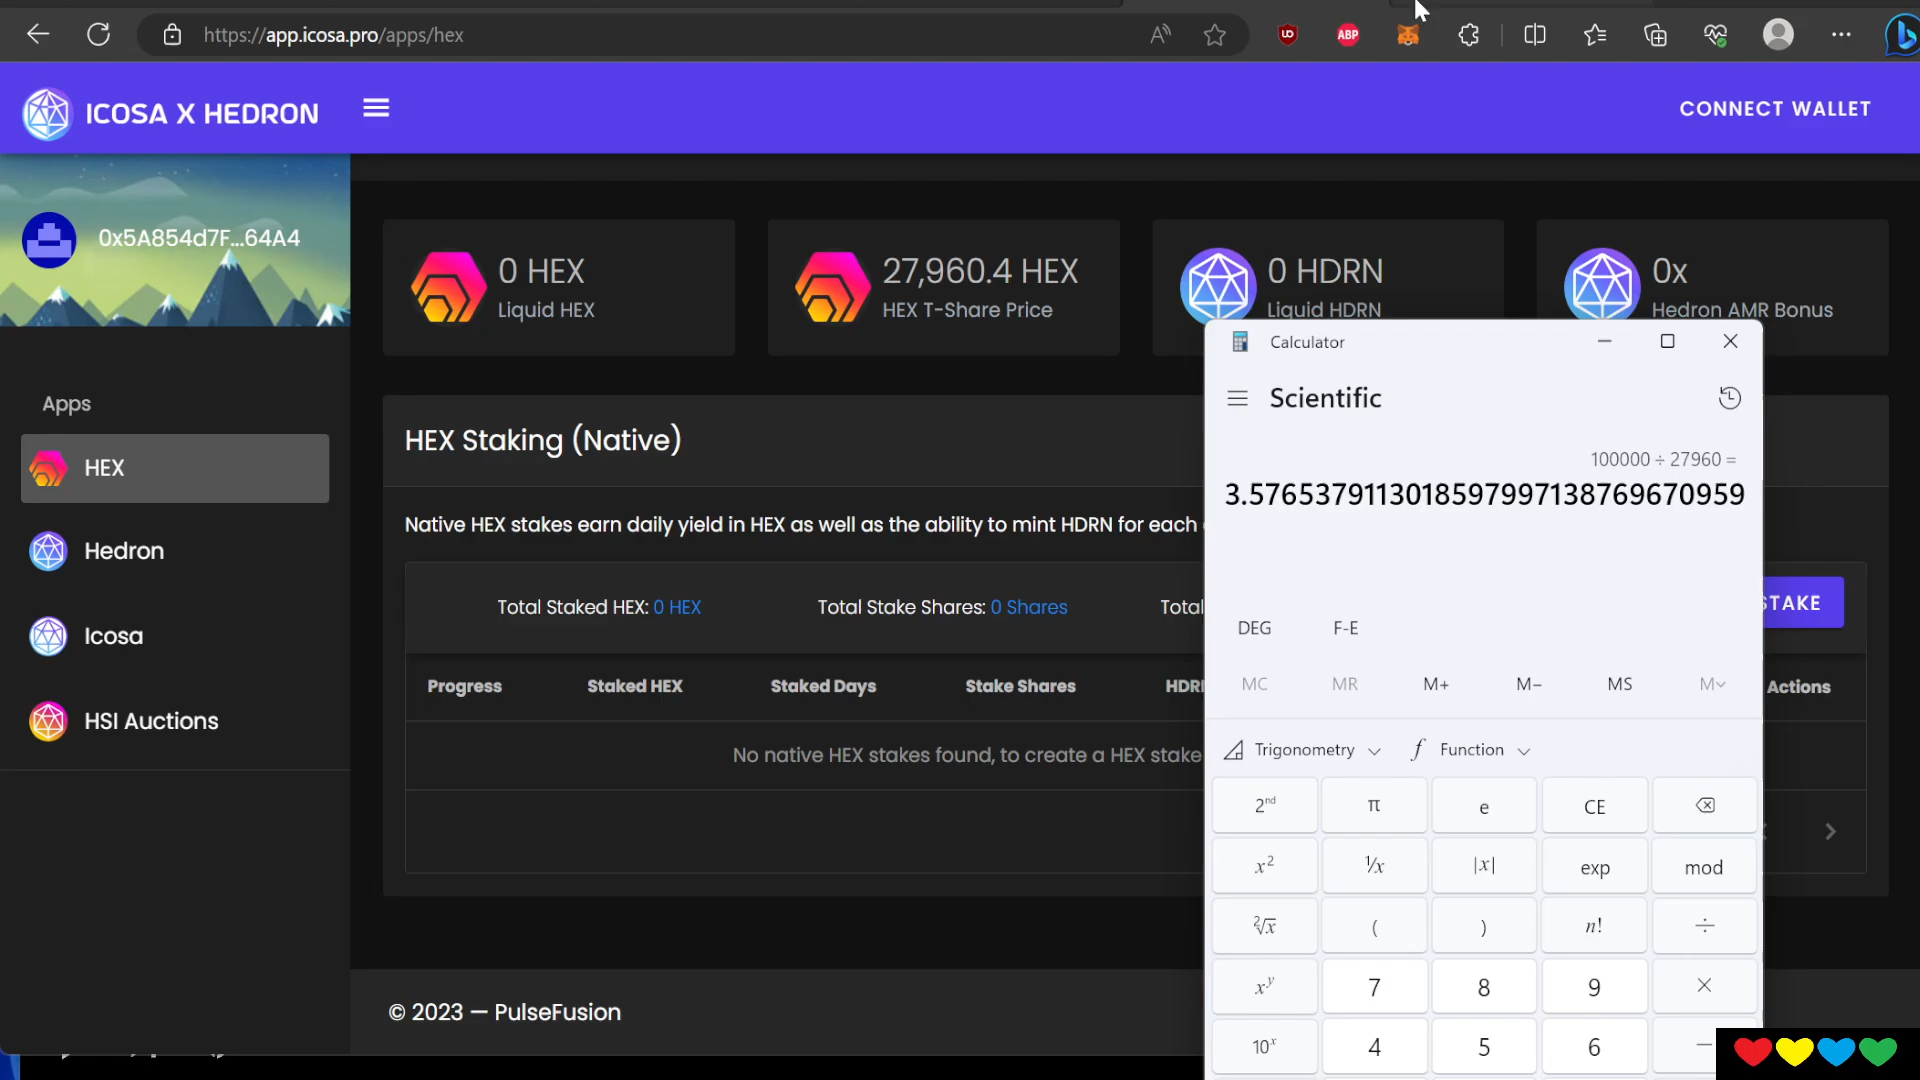 https://app.icosa.pro/apps/hex
ICOSA X HEDRON
CONNECT WALLET
0x5A854d7F...64A4
0 HEX
Liquid HEX
27,960.4 HEX
HEX T-Share Price
0 HDRN
Liquid HDRN
0x
Hedron AMR Bonus
Apps
HEX
Hedron
Icosa
HSI Auctions
HEX Staking (Native)
Native HEX stakes earn daily yield in HEX as well as the ability to mint HDRN for each
Total Staked HEX: 0 HEX
Total Stake Shares: 0 Shares
Total
STAKE
Progress
Staked HEX
Staked Days
Stake Shares
HDRN
Actions
No native HEX stakes found, to create a HEX stake
© 2023 — PulseFusion
Calculator
Scientific
100000 ÷ 27960 =
3.5765379113018597997138769670959
DEG
F-E
MC
MR
M+
M−
MS
M
Trigonometry
f Function
2nd
π
e
CE
x²
¹/x
|x|
exp
mod
²√x
(
)
n!
÷
xʸ
7
8
9
×
10ˣ
4
5
6
−
UD
ABP